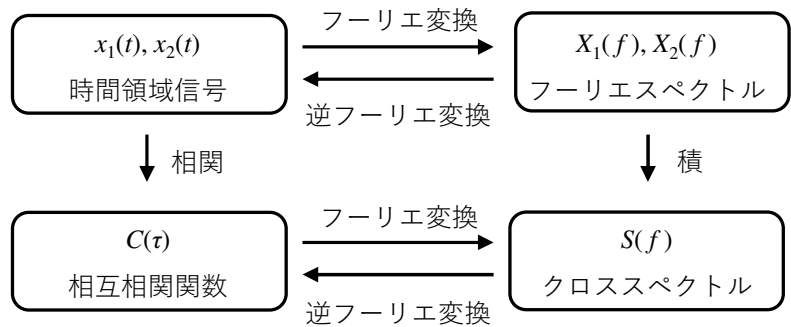 x₁(t), x₂(t)
時間領域信号
フーリエ変換
逆フーリエ変換
X₁(f), X₂(f)
フーリエスペクトル
相関
積
C(τ)
相互相関関数
フーリエ変換
逆フーリエ変換
S(f)
クロススペクトル